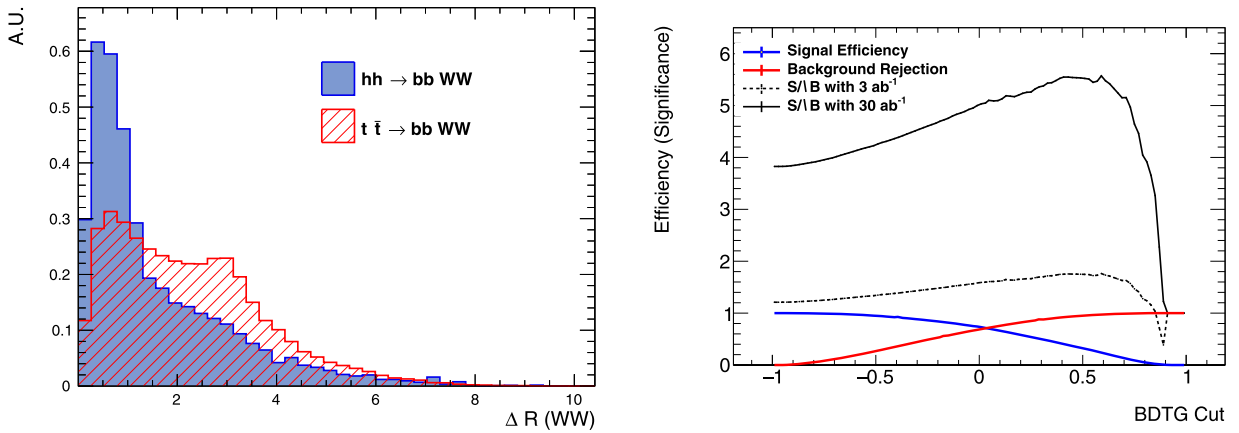 A.U.
0.6
0.5
0.4
0.3
0.2
0.1
0
2
4
6
8
10
Δ R (WW)
hh → bb WW
t t̄ → bb WW
Efficiency (Significance)
6
5
4
3
2
1
0
−1
−0.5
0
0.5
1
BDTG Cut
Signal Efficiency
Background Rejection
S/\ B with 3 ab⁻¹
S/\ B with 30 ab⁻¹